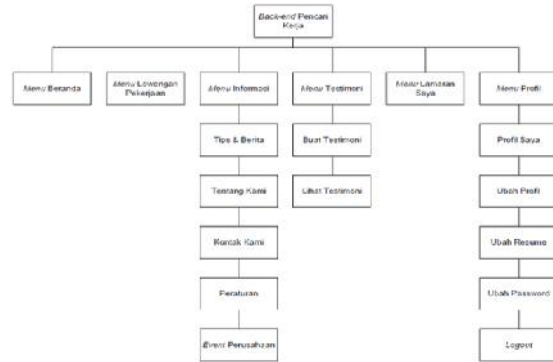 Back-end Pencari
Kerja
Menu Beranda
Menu Lowongan
Pekerjaan
Menu Informasi
Menu Testimoni
Menu Lamaran
Saya
Menu Profil
Tips & Berita
Buat Testimoni
Profil Saya
Tentang Kami
Lihat Testimoni
Ubah Profil
Kontak Kami
Ubah Resume
Peraturan
Ubah Password
Event Perusahaan
Logout